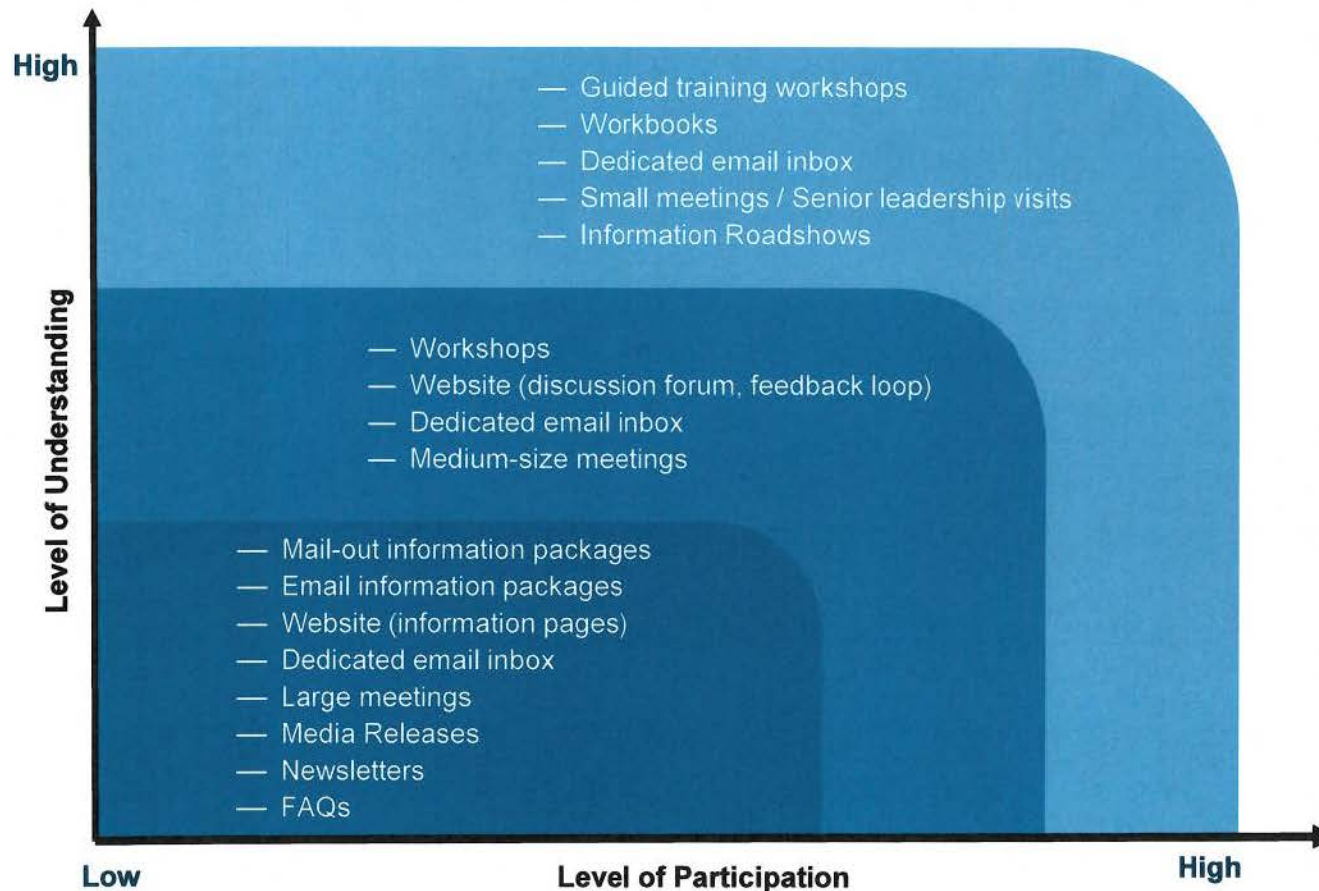 High
— Guided training workshops
— Workbooks
— Dedicated email inbox
— Small meetings / Senior leadership visits
— Information Roadshows
Level of Understanding
— Workshops
— Website (discussion forum, feedback loop)
— Dedicated email inbox
— Medium-size meetings
— Mail-out information packages
— Email information packages
— Website (information pages)
— Dedicated email inbox
— Large meetings
— Media Releases
— Newsletters
— FAQs
Low
Level of Participation
High